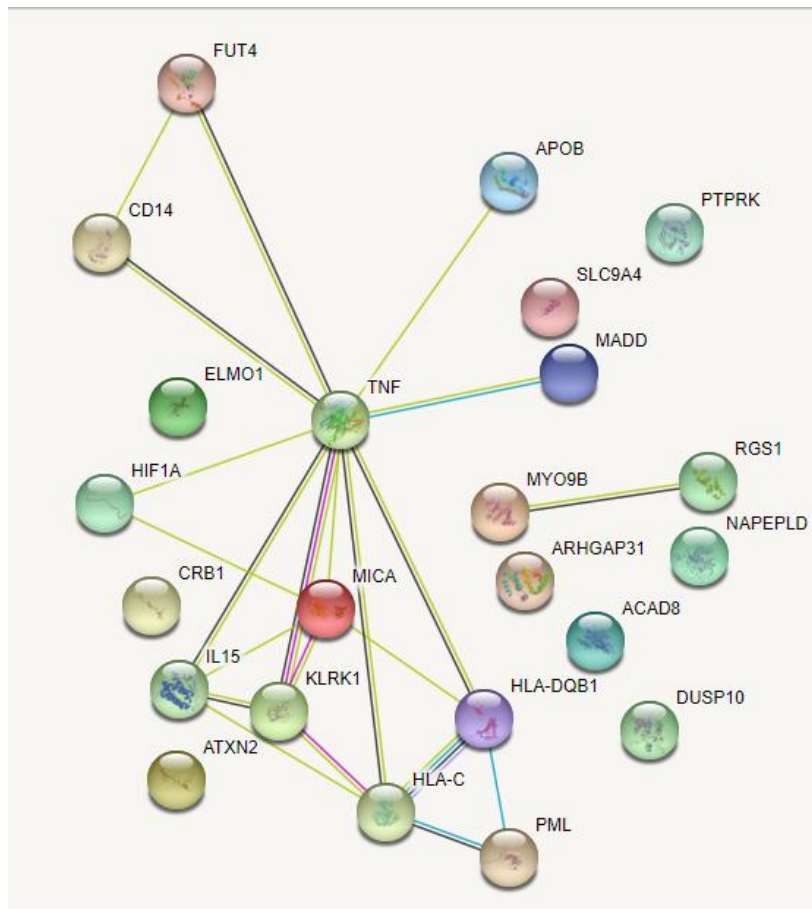 FUT4
APOB
PTPRK
CD14
SLC9A4
MADD
ELMO1
TNF
RGS1
HIF1A
MYO9B
NAPEPLD
ARHGAP31
CRB1
MICA
ACAD8
IL15
KLRK1
HLA-DQB1
DUSP10
ATXN2
HLA-C
PML